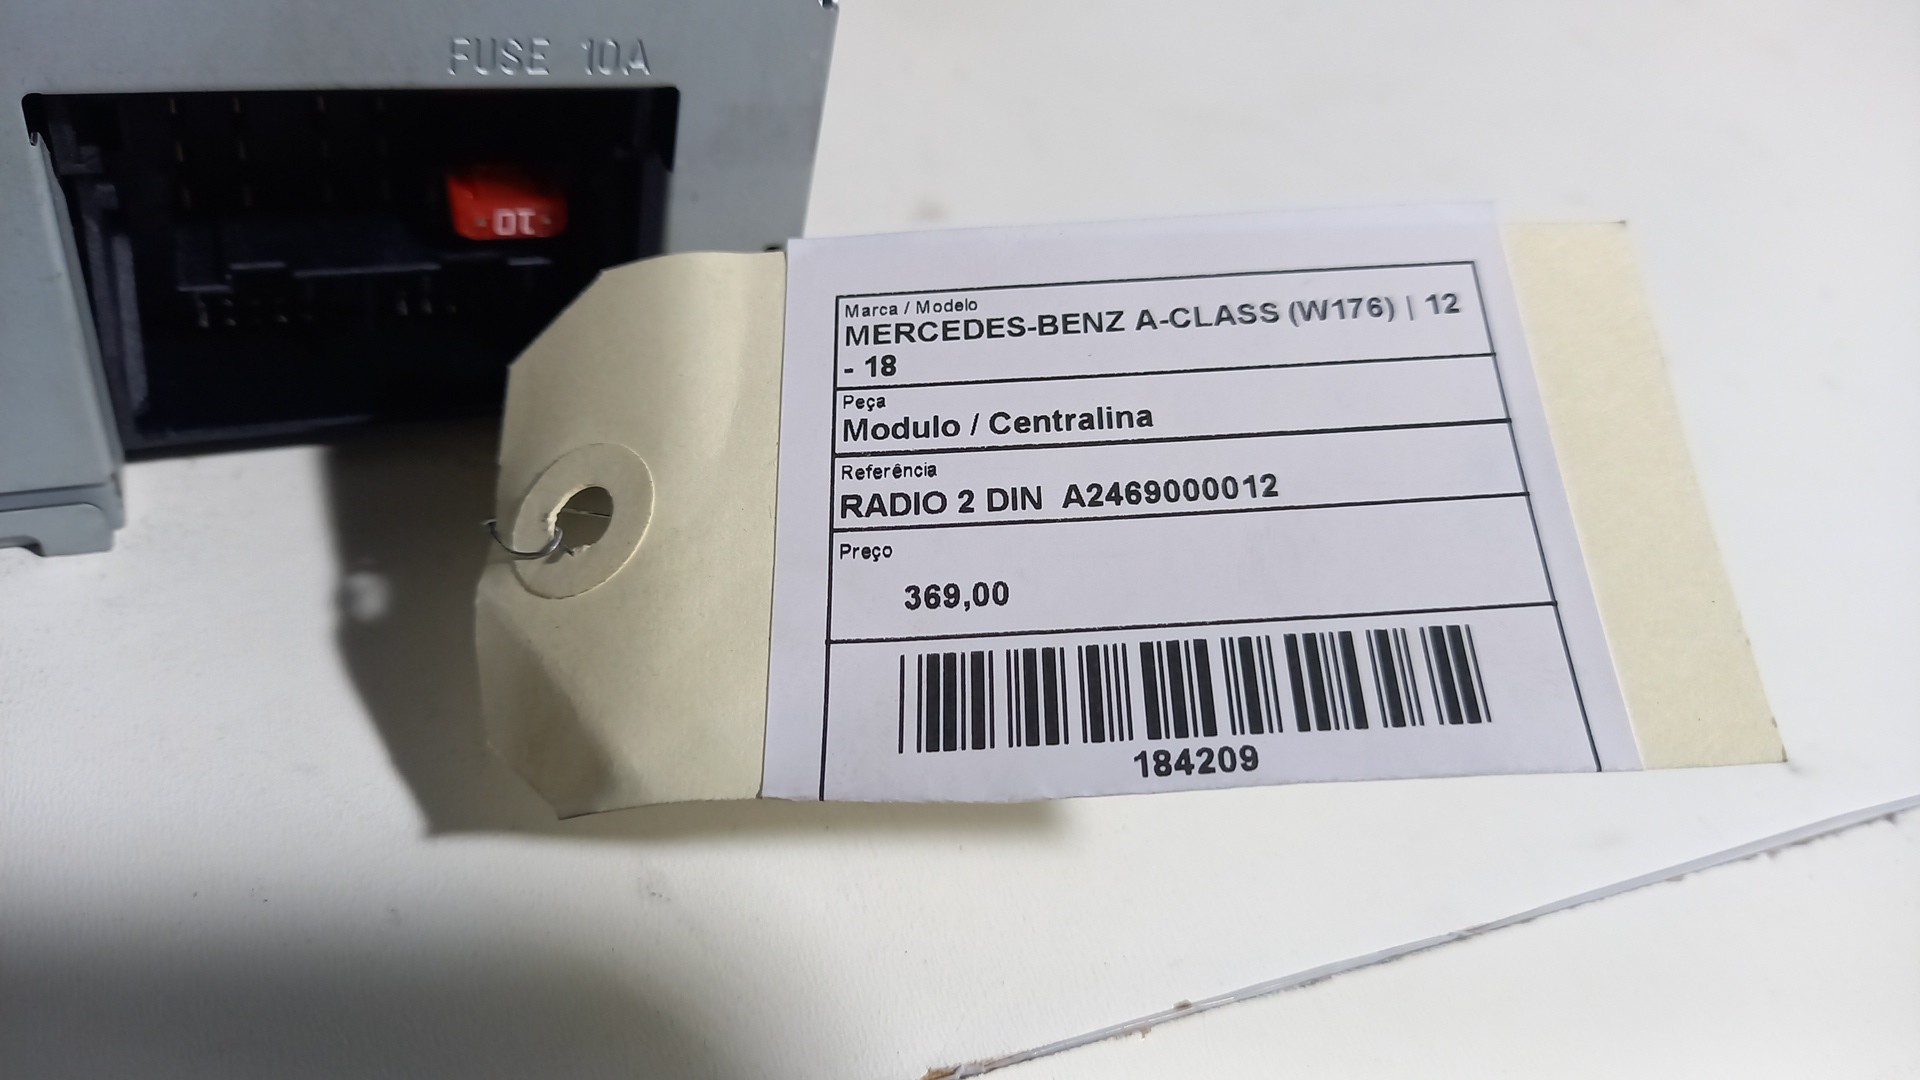 FUSE 10A
10
Marca / Modelo
MERCEDES-BENZ A-CLASS (W176) | 12
- 18
Peça
Modulo / Centralina
Referência
RADIO 2 DIN A2469000012
Preço
369,00
184209